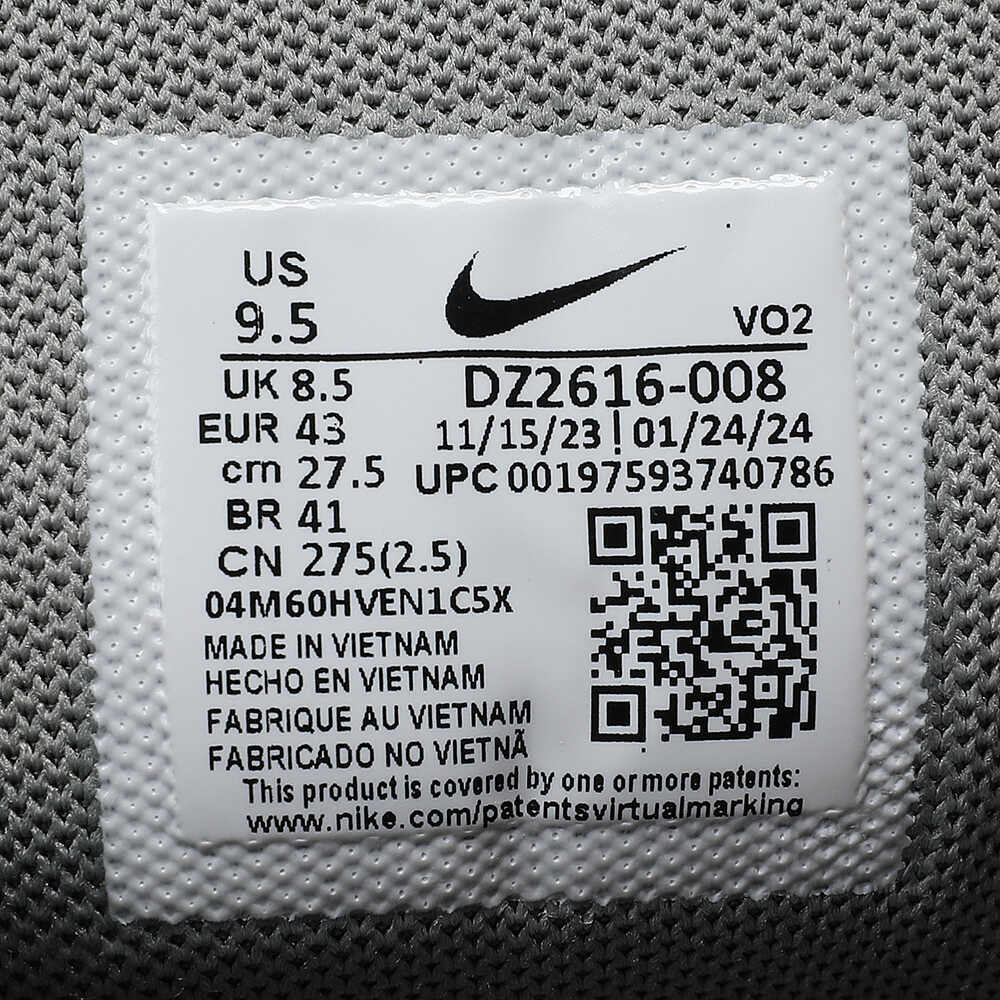 US
9.5
VO2
UK 8.5
DZ2616-008
EUR 43
11/15/23 | 01/24/24
cm 27.5
UPC 00197593740786
BR 41
CN 275(2.5)
04M60HVEN1C5X
MADE IN VIETNAM
HECHO EN VIETNAM
FABRIQUE AU VIETNAM
FABRICADO NO VIETNÃ
This product is covered by one or more patents:
www.nike.com/patentsvirtualmarking